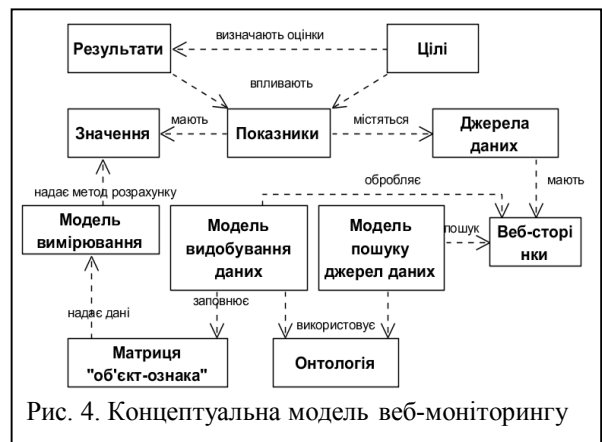 визначають оцінки
Результати
Цілі
впливають
мають
містяться
Значення
Показники
Джерела
даних
надає метод розрахунку
обробляє
мають
Модель
вимірювання
Модель
видобування
даних
Модель
пошуку
джерел даних
пошук
Веб-сторі
нки
заповнює
надає дані
використовує
Матриця
"об'єкт-ознака"
Онтологія
Рис. 4. Концептуальна модель веб-моніторингу